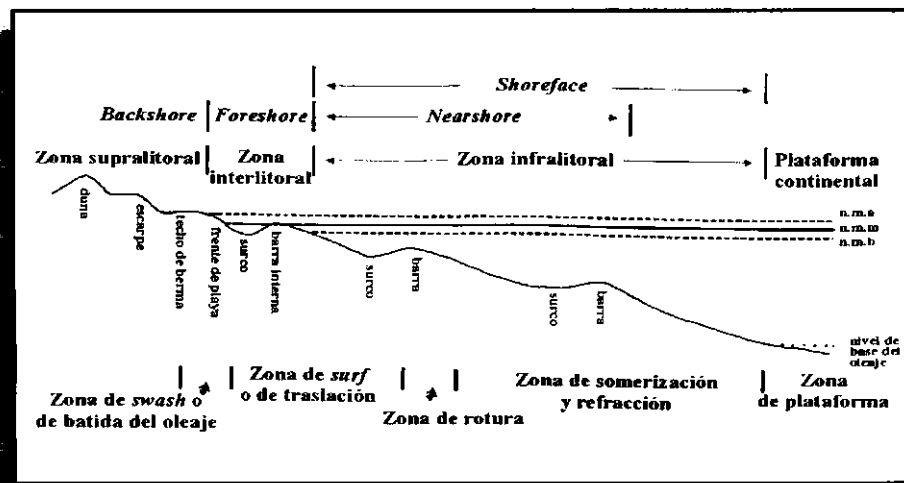 Shoreface
Backshore Foreshore Nearshore
Zona supralitoral Zona interlitoral Zona infralitoral Plataforma continental
duna
escarpe
techo de berma
frente de playa
surco
barra interna
surco
barra
surco
barra
n.m.a
n.m.m
n.m.b
nivel de
base del
oleaje
Zona de swash o
de batida del oleaje
Zona de surf
o de traslación
Zona de rotura
Zona de somerización
y refracción
Zona
de plataforma